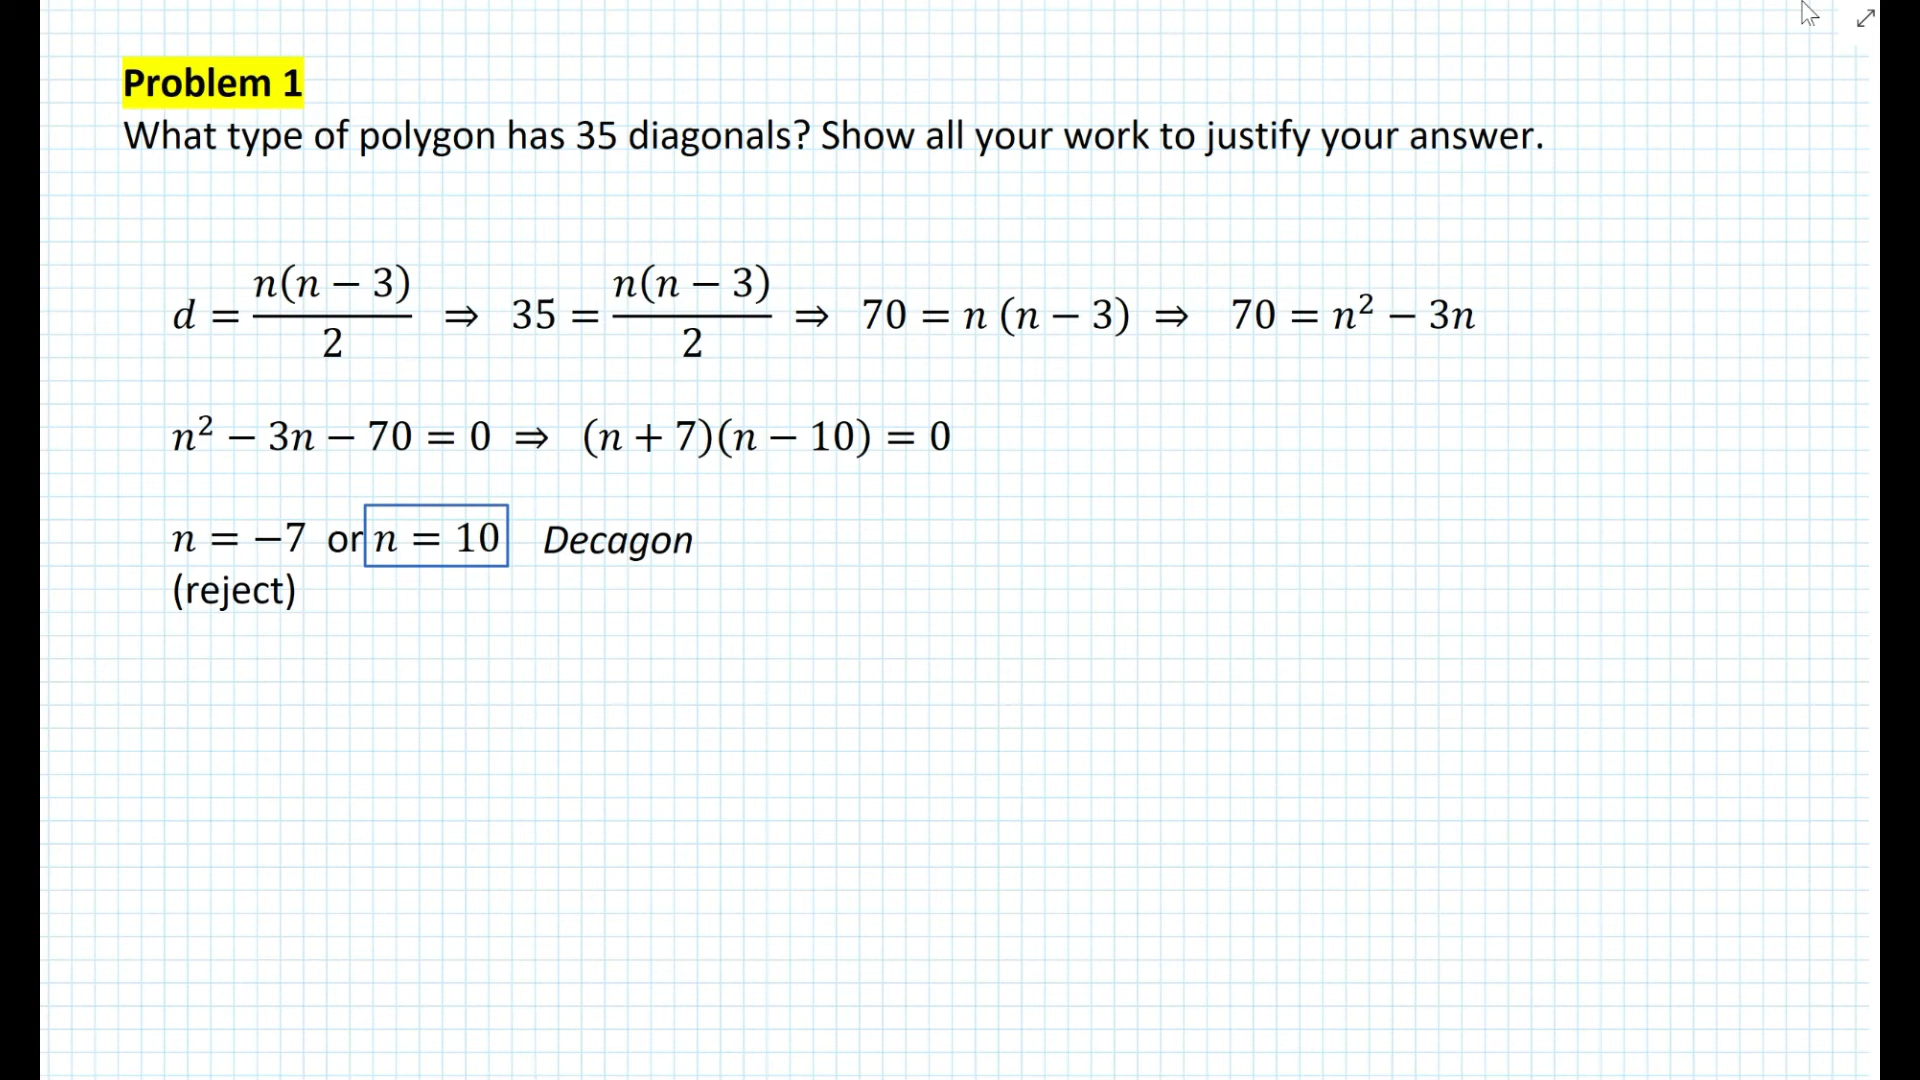 Problem 1
What type of polygon has 35 diagonals? Show all your work to justify your answer.
d = n(n − 3)/2 ⇒ 35 = n(n − 3)/2 ⇒ 70 = n (n − 3) ⇒ 70 = n² − 3n
n² − 3n − 70 = 0 ⇒ (n + 7)(n − 10) = 0
n = −7 or n = 10 Decagon
(reject)